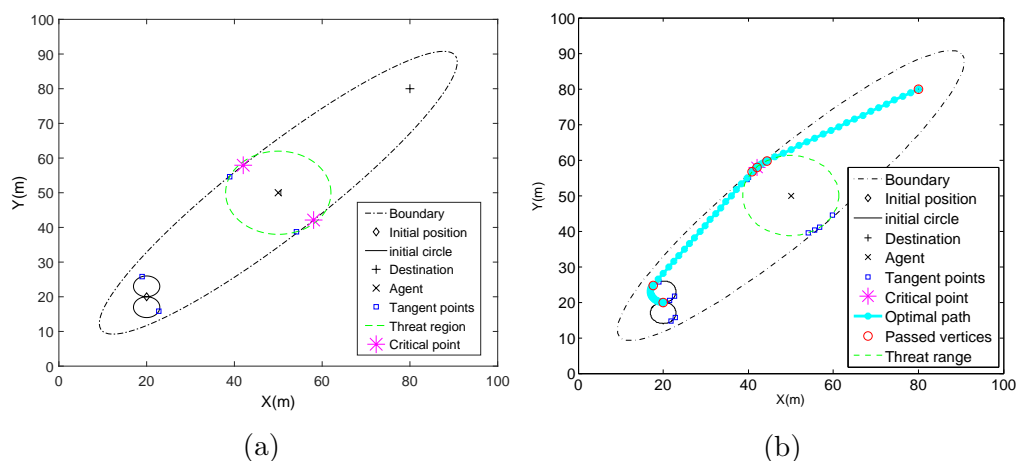 100
90
80
70
60
50
40
30
20
10
0
Y(m)
0 20 40 60 80 100
X(m)
Boundary
Initial position
initial circle
Destination
Agent
Tangent points
Threat region
Critical point
(a)
100
90
80
70
60
50
40
30
20
10
0
Y(m)
0 20 40 60 80 100
X(m)
Boundary
Initial position
initial circle
Destination
Agent
Tangent points
Critical point
Optimal path
Passed vertices
Threat range
(b)